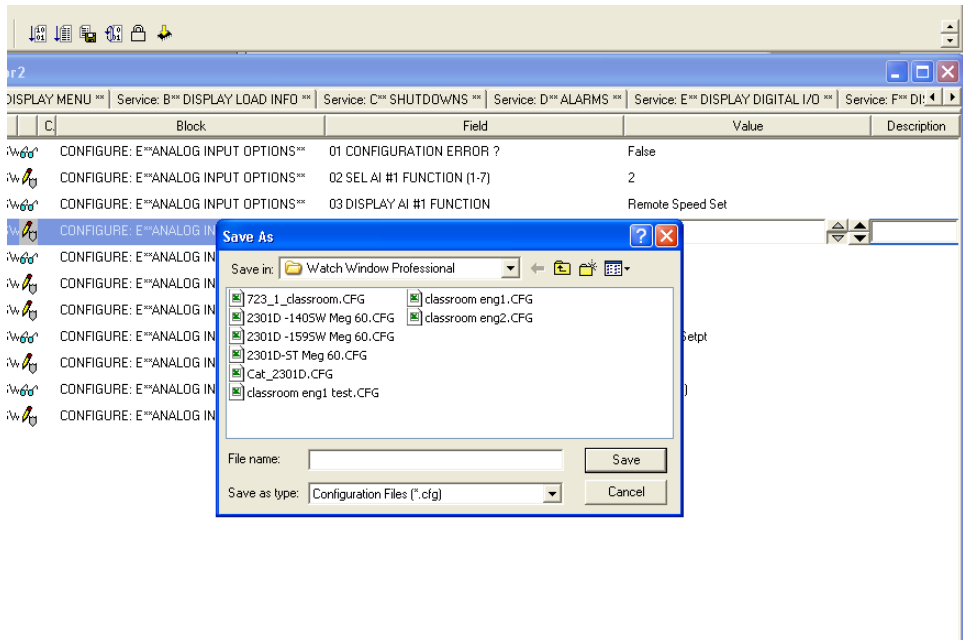 or2
DISPLAY MENU ** Service: B** DISPLAY LOAD INFO ** Service: C** SHUTDOWNS ** Service: D** ALARMS ** Service: E** DISPLAY DIGITAL I/O ** Service: F** DI:
C. Block Field Value Description
CONFIGURE: E**ANALOG INPUT OPTIONS** 01 CONFIGURATION ERROR ? False
CONFIGURE: E**ANALOG INPUT OPTIONS** 02 SEL AI #1 FUNCTION (1-7) 2
CONFIGURE: E**ANALOG INPUT OPTIONS** 03 DISPLAY AI #1 FUNCTION Remote Speed Set
CONFIGURE: E**ANALOG IN
CONFIGURE: E**ANALOG IN
CONFIGURE: E**ANALOG IN
CONFIGURE: E**ANALOG IN
CONFIGURE: E**ANALOG IN Setpt
CONFIGURE: E**ANALOG IN
CONFIGURE: E**ANALOG IN )
CONFIGURE: E**ANALOG IN
Save As
Save in: Watch Window Professional
723_1_classroom.CFG
2301D -140SW Meg 60.CFG
2301D -159SW Meg 60.CFG
2301D-ST Meg 60.CFG
Cat_2301D.CFG
classroom eng1 test.CFG
classroom eng1.CFG
classroom eng2.CFG
File name: Save
Save as type: Configuration Files (*.cfg) Cancel